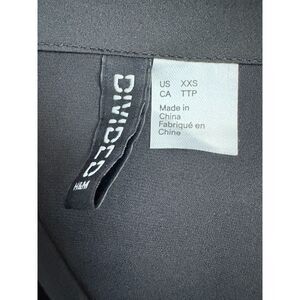 DIVIDED
H&M
US XXS
CA TTP
Made in
China
Fabriqué en
Chine